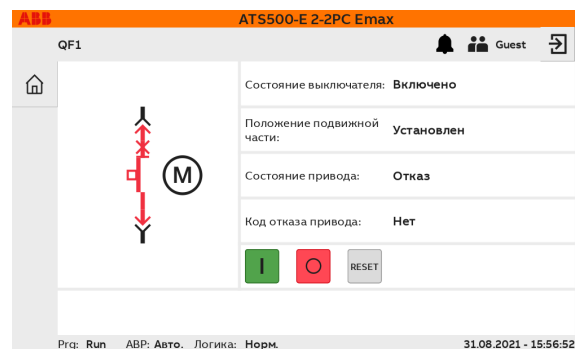 ABB ATS500-E 2-2PC Emax
QF1 Guest
Состояние выключателя: Включено
Положение подвижной части: Установлен
M
Состояние привода: Отказ
Код отказа привода: Нет
I O RESET
Prg: Run АВР: Авто. Логика: Норм. 31.08.2021 - 15:56:52